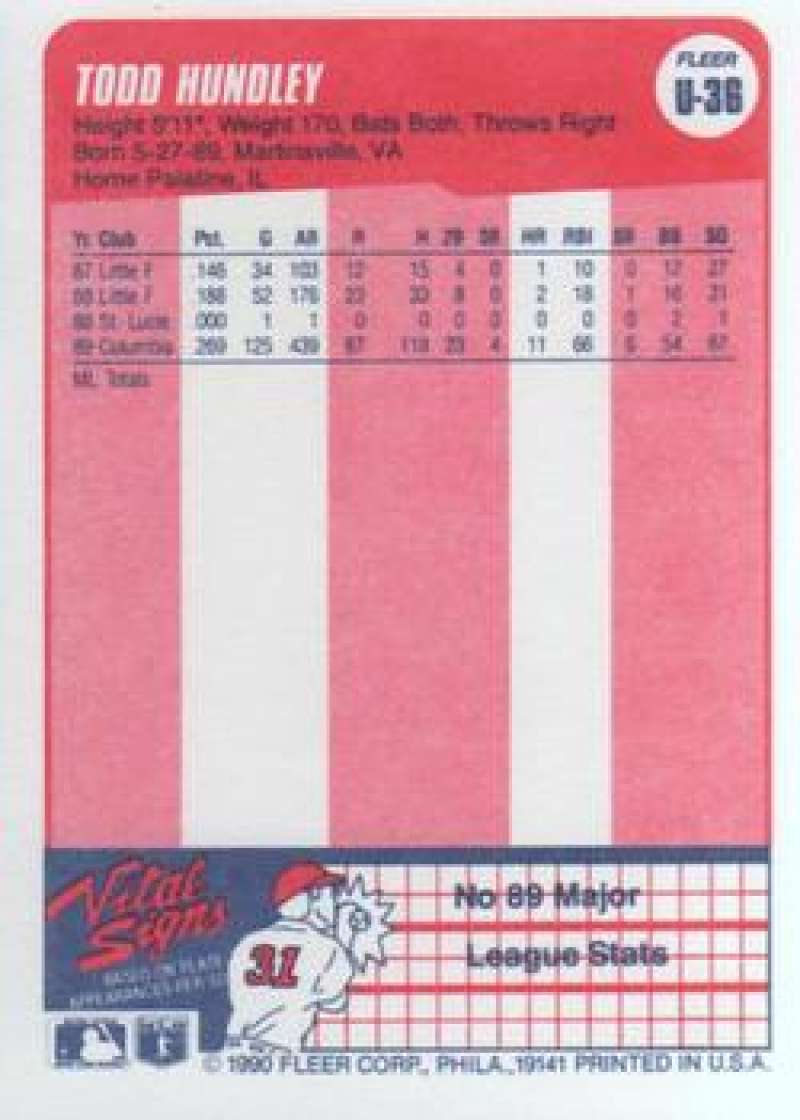 TODD HUNDLEY
FLEER
U-36
Height 5'11", Weight 170, Bats Both, Throws Right
Born 5-27-69, Martinsville, VA
Home Palatine, IL
Yr. Club Pct. G AB R H 2B 3B HR RBI SB BB SO
87 Little F .146 34 103 12 15 4 0 1 10 0 12 27
88 Little F .188 52 176 23 33 8 0 2 18 1 16 31
88 St. Lucie .000 1 1 0 0 0 0 0 0 0 2 1
89 Columbia .269 125 439 67 118 23 4 11 66 6 54 67
ML Totals
Vital
Signs
BASED ON PLATE
APPEARANCES PER
31
No 89 Major
League Stats
© 1990 FLEER CORP., PHILA., 19141 PRINTED IN U.S.A.